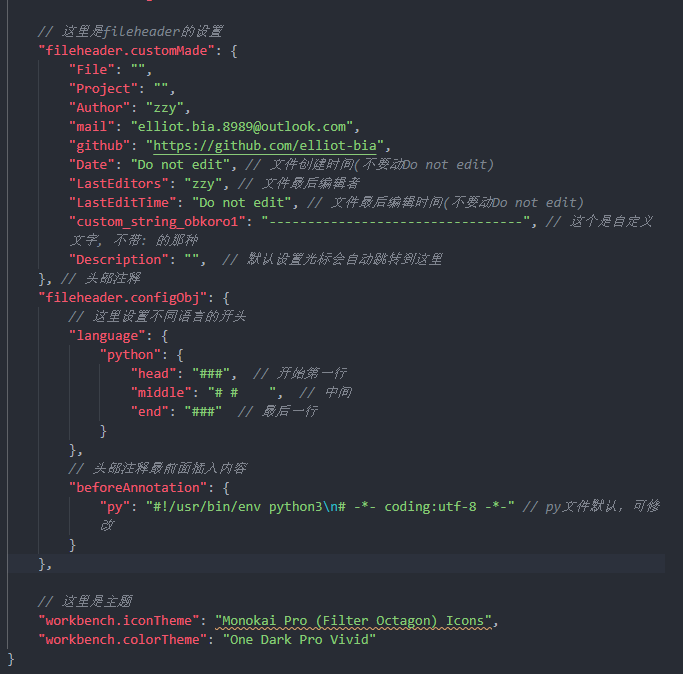 // 这里是fileheader的设置
"fileheader.customMade": {
"File": "",
"Project": "",
"Author": "zzy",
"mail": "elliot.bia.8989@outlook.com",
"github": "https://github.com/elliot-bia",
"Date": "Do not edit", // 文件创建时间(不要动Do not edit)
"LastEditors": "zzy", // 文件最后编辑者
"LastEditTime": "Do not edit", // 文件最后编辑时间(不要动Do not edit)
"custom_string_obkoro1": "---------------------------------", // 这个是自定义
文字, 不带: 的那种
"Description": "",  // 默认设置光标会自动跳转到这里
}, // 头部注释
"fileheader.configObj": {
// 这里设置不同语言的开头
"language": {
"python": {
"head": "###",  // 开始第一行
"middle": "# #    ",  // 中间
"end": "###"  // 最后一行
}
},
// 头部注释最前面插入内容
"beforeAnnotation": {
"py": "#!/usr/bin/env python3\n# -*- coding:utf-8 -*-" // py文件默认, 可修
改
}
},
// 这里是主题
"workbench.iconTheme": "Monokai Pro (Filter Octagon) Icons",
"workbench.colorTheme": "One Dark Pro Vivid"
}